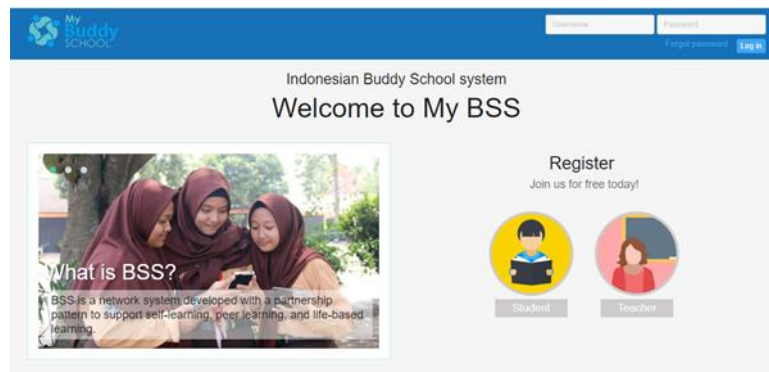 My
Buddy
SCHOOL
Username
Password
Forgot password
Log in
Indonesian Buddy School system
Welcome to My BSS
What is BSS?
BSS is a network system developed with a partnership
pattern to support self-learning, peer learning, and life-based
learning.
Register
Join us for free today!
Student
Teacher